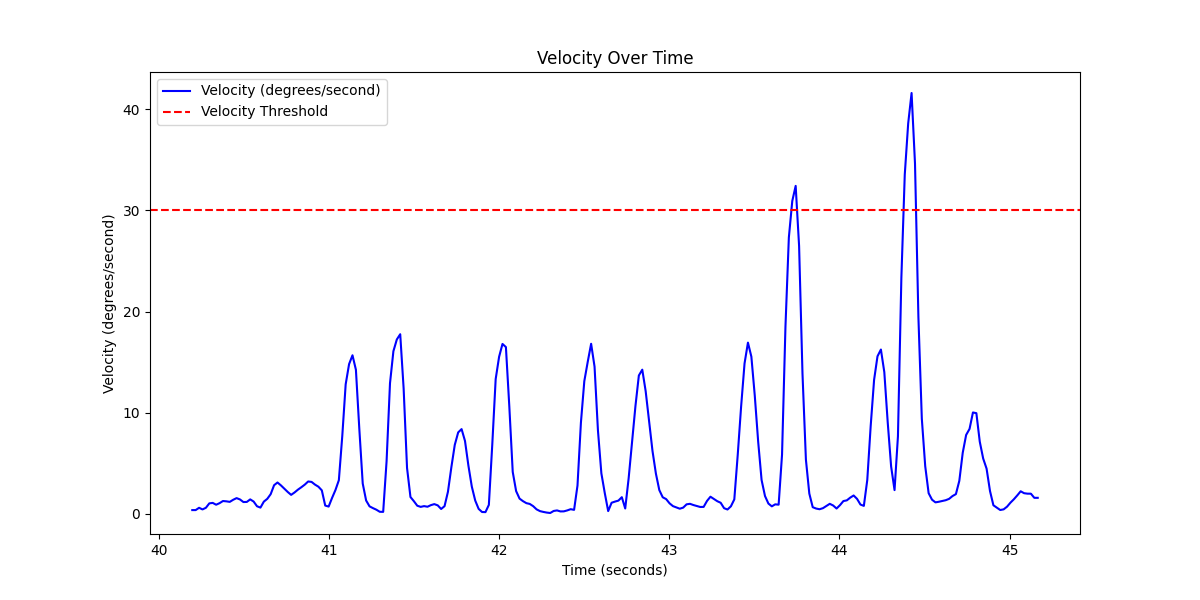 Velocity Over Time
Velocity (degrees/second)
Velocity Threshold
Velocity (degrees/second)
40
30
20
10
0
40
41
42
43
44
45
Time (seconds)